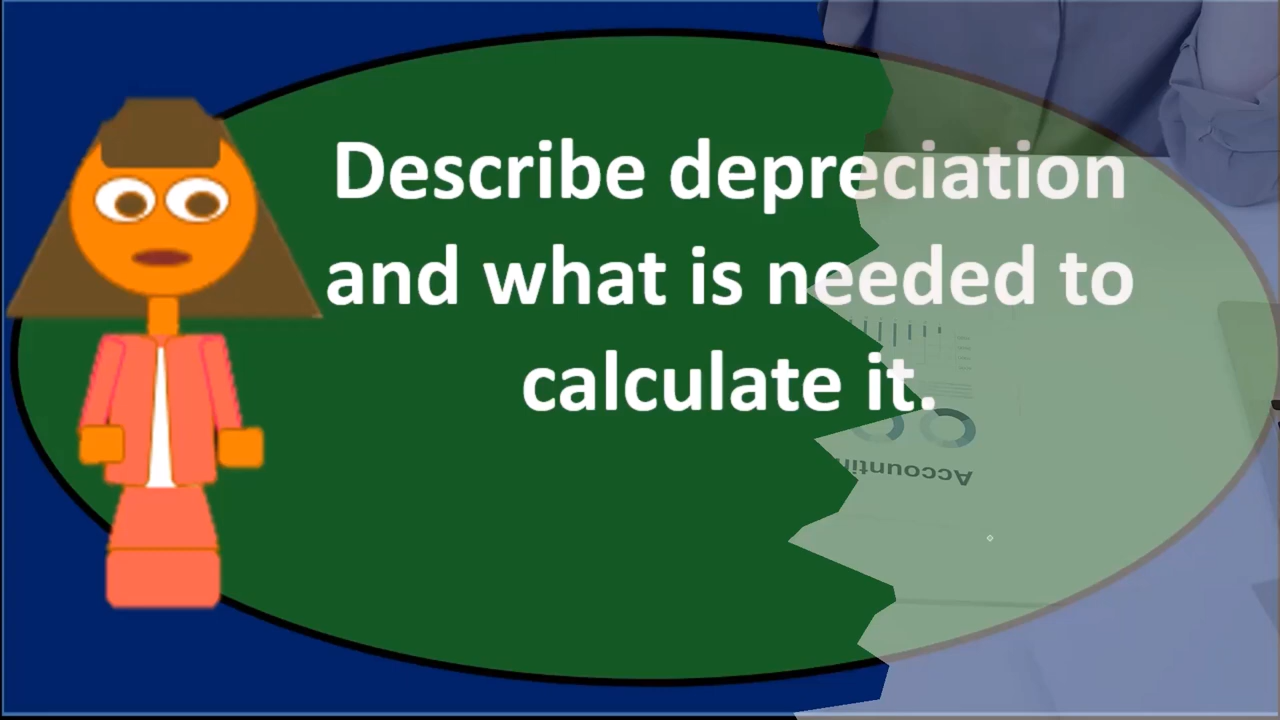 Describe depreciation
and what is needed to
calculate it.